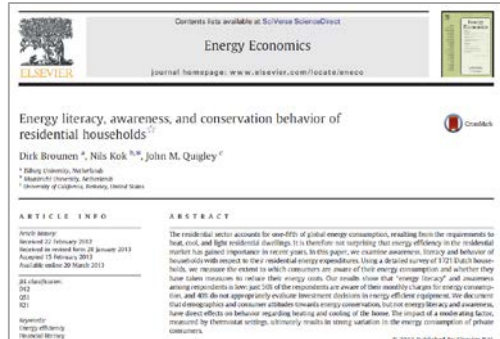 Contents lists available at SciVerse ScienceDirect
Energy Economics
journal homepage: www.elsevier.com/locate/eneco
ELSEVIER
Energy literacy, awareness, and conservation behavior of
residential households
CrossMark
Dirk Brounen a, Nils Kok b,*, John M. Quigley c
a Tilburg University, Netherlands
b Maastricht University, Netherlands
c University of California, Berkeley, United States
ARTICLE INFO
ABSTRACT
Article history:
Received 22 February 2012
Received in revised form 28 January 2013
Accepted 15 February 2013
Available online 20 March 2013
JEL classification:
D12
Q51
R21
Keywords:
Energy efficiency
Financial literacy
The residential sector accounts for one-fifth of global energy consumption, resulting from the requirements to
heat, cool, and light residential dwellings. It is therefore not surprising that energy efficiency in the residential
market has gained importance in recent years. In this paper, we examine awareness, literacy and behavior of
households with respect to their residential energy expenditures. Using a detailed survey of 1721 Dutch house-
holds, we measure the extent to which consumers are aware of their energy consumption and whether they
have taken measures to reduce their energy costs. Our results show that "energy literacy" and awareness
among respondents is low: just 56% of the respondents are aware of their monthly charges for energy consump-
tion, and 40% do not appropriately evaluate investment decisions in energy efficient equipment. We document
that demographics and consumer attitudes towards energy conservation, but not energy literacy and awareness,
have direct effects on behavior regarding heating and cooling of the home. The impact of a moderating factor,
measured by thermostat settings, ultimately results in strong variation in the energy consumption of private
consumers.